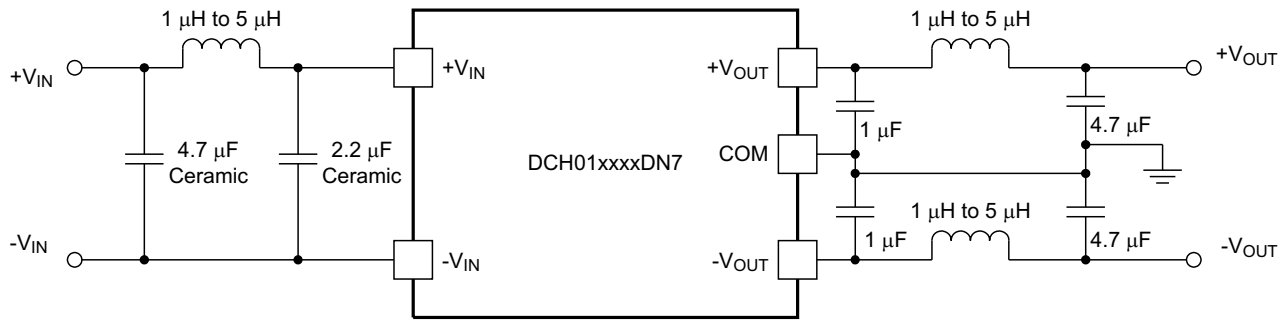 1 μH to 5 μH
1 μH to 5 μH
+VIN
+VIN
+VOUT
+VOUT
4.7 μF
Ceramic
2.2 μF
Ceramic
DCH01xxxxDN7
COM
1 μF
4.7 μF
1 μH to 5 μH
1 μF
4.7 μF
-VIN
-VIN
-VOUT
-VOUT